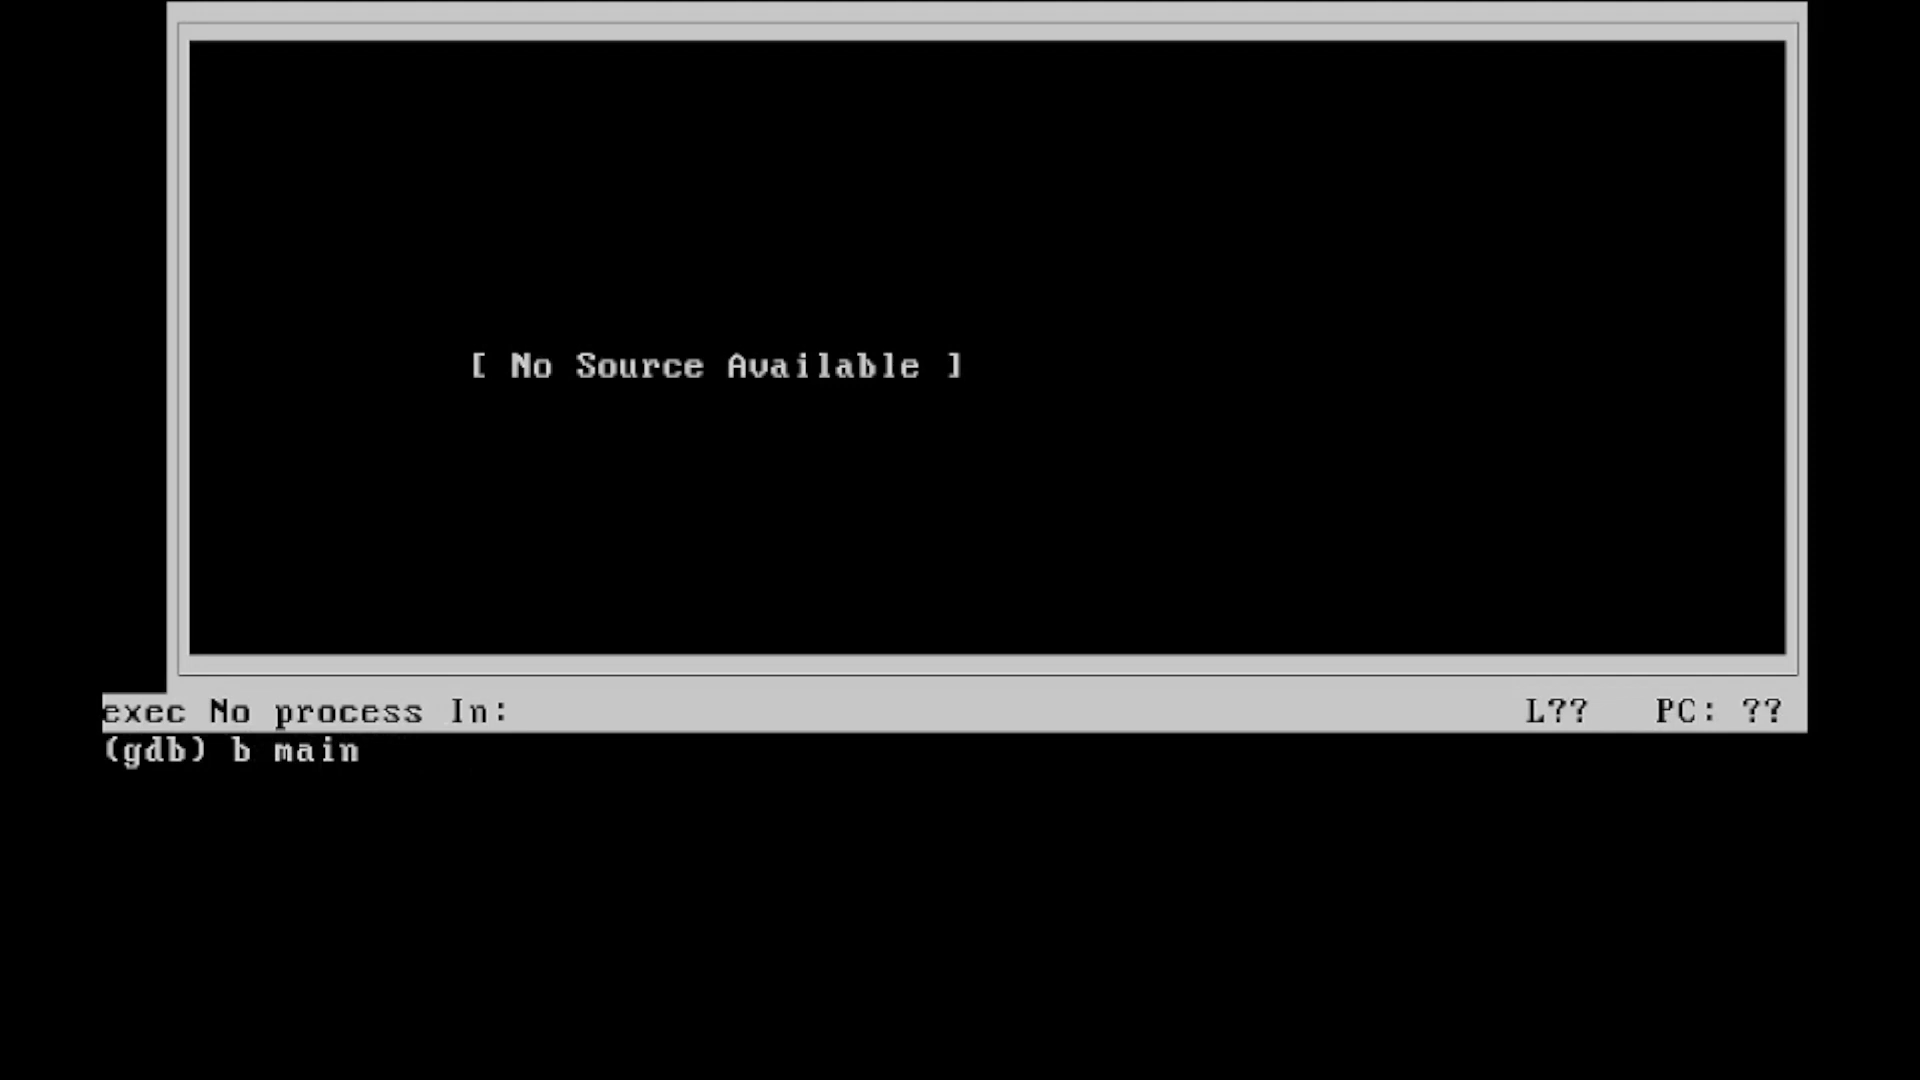 [ No Source Available ]
exec No process In: L?? PC: ??
(gdb) b main